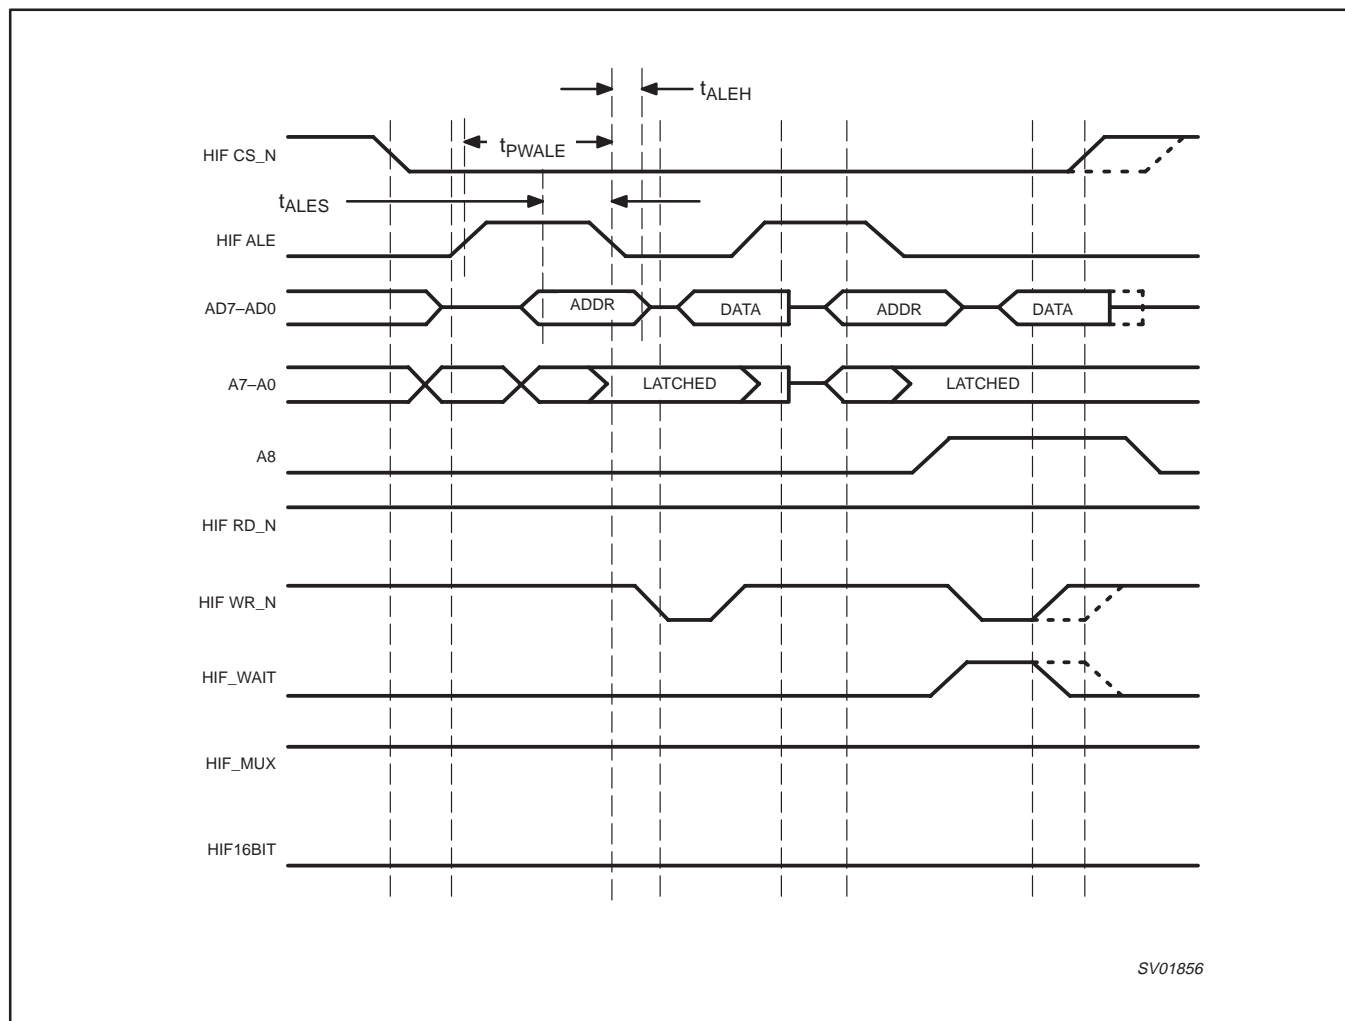 tALEH
HIF CS_N
tPWALE
tALES
HIF ALE
AD7–AD0
ADDR
DATA
ADDR
DATA
A7–A0
LATCHED
LATCHED
A8
HIF RD_N
HIF WR_N
HIF_WAIT
HIF_MUX
HIF16BIT
SV01856